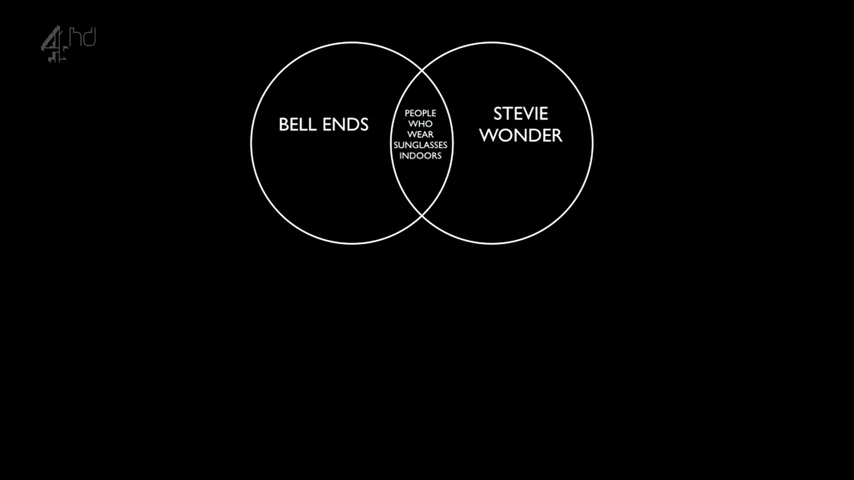 4hd
BELL ENDS
PEOPLE
WHO
WEAR
SUNGLASSES
INDOORS
STEVIE
WONDER